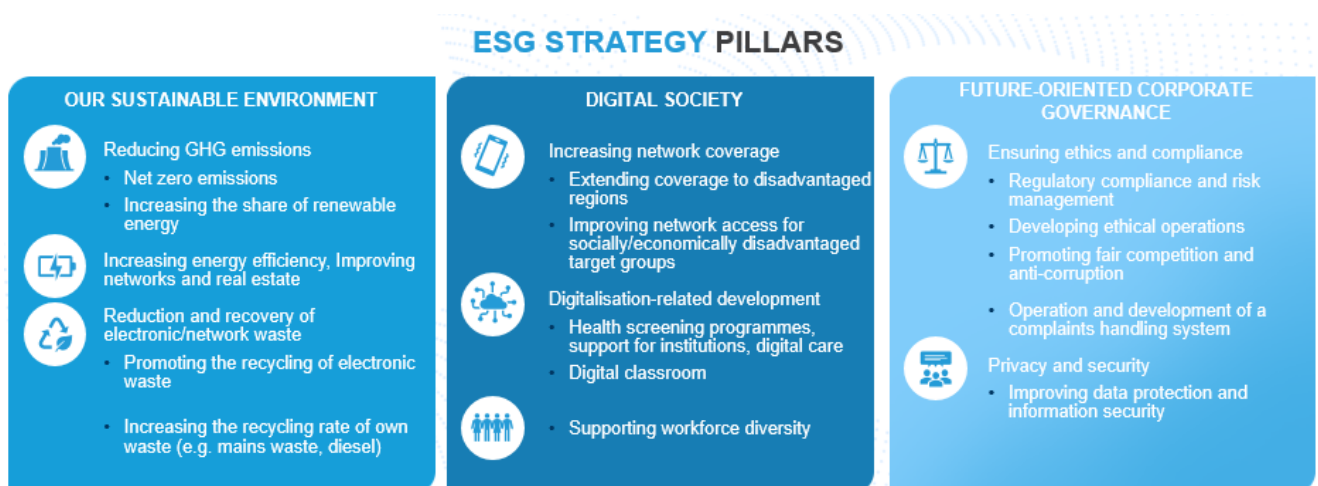 ESG STRATEGY PILLARS
OUR SUSTAINABLE ENVIRONMENT
Reducing GHG emissions
• Net zero emissions
• Increasing the share of renewable
energy
Increasing energy efficiency, Improving
networks and real estate
Reduction and recovery of
electronic/network waste
• Promoting the recycling of electronic
waste
• Increasing the recycling rate of own
waste (e.g. mains waste, diesel)
DIGITAL SOCIETY
Increasing network coverage
• Extending coverage to disadvantaged
regions
• Improving network access for
socially/economically disadvantaged
target groups
Digitalisation-related development
• Health screening programmes,
support for institutions, digital care
• Digital classroom
• Supporting workforce diversity
FUTURE-ORIENTED CORPORATE
GOVERNANCE
Ensuring ethics and compliance
• Regulatory compliance and risk
management
• Developing ethical operations
• Promoting fair competition and
anti-corruption
• Operation and development of a
complaints handling system
Privacy and security
• Improving data protection and
information security